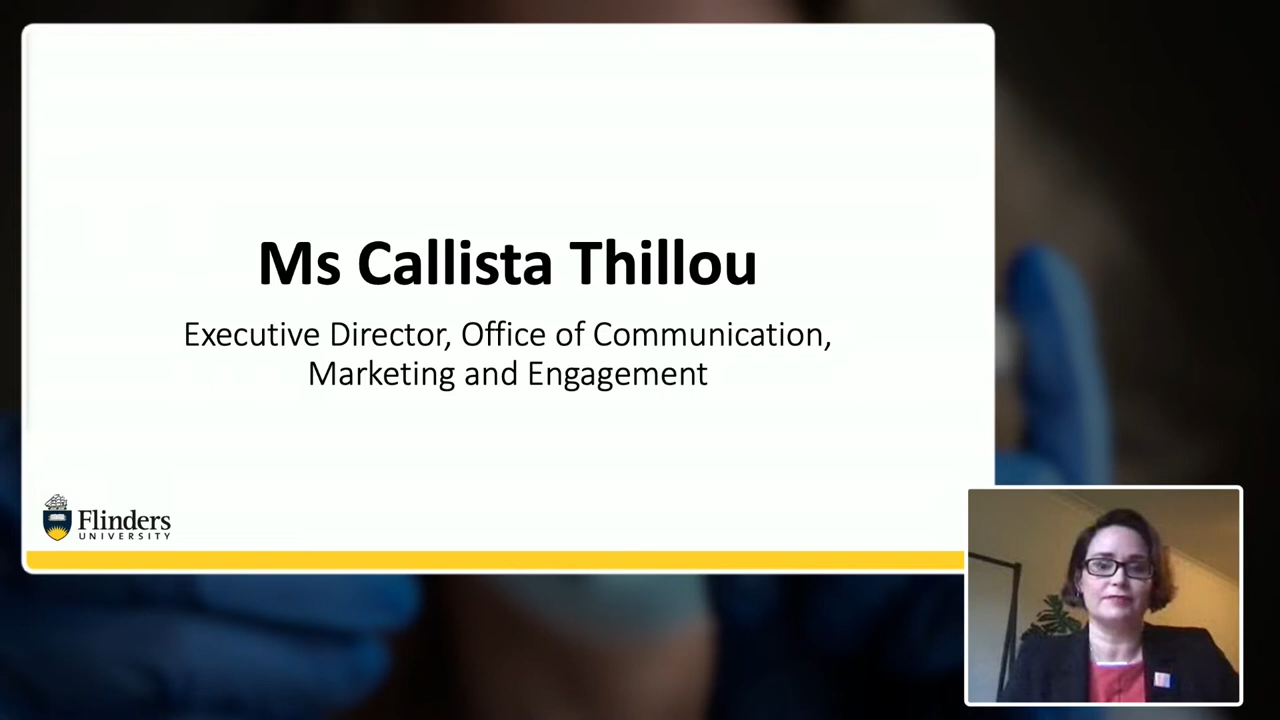 Ms Callista Thillou
Executive Director, Office of Communication,
Marketing and Engagement
Flinders
UNIVERSITY